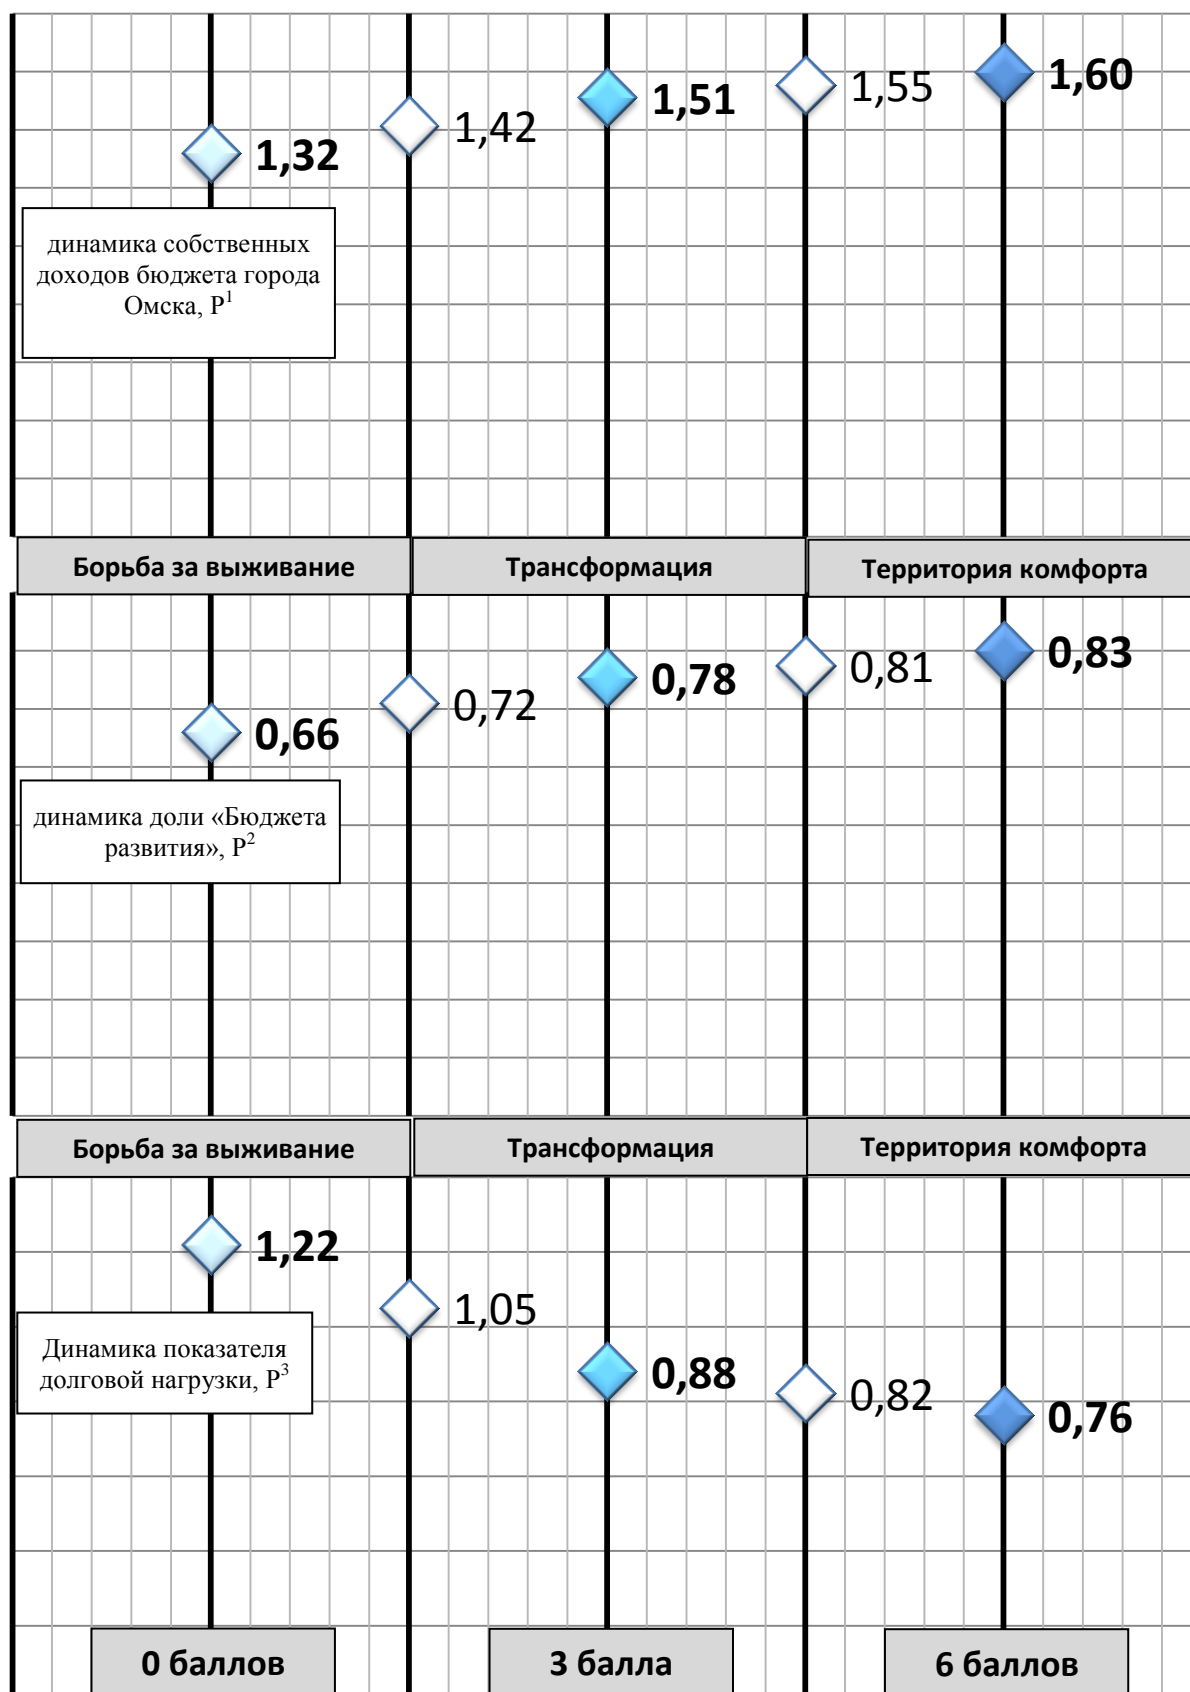 1,32
1,42
1,51
1,55
1,60
динамика собственных
доходов бюджета города
Омска, P¹
Борьба за выживание
Трансформация
Территория комфорта
0,66
0,72
0,78
0,81
0,83
динамика доли «Бюджета
развития», P²
Борьба за выживание
Трансформация
Территория комфорта
1,22
1,05
0,88
0,82
0,76
Динамика показателя
долговой нагрузки, P³
0 баллов
3 балла
6 баллов